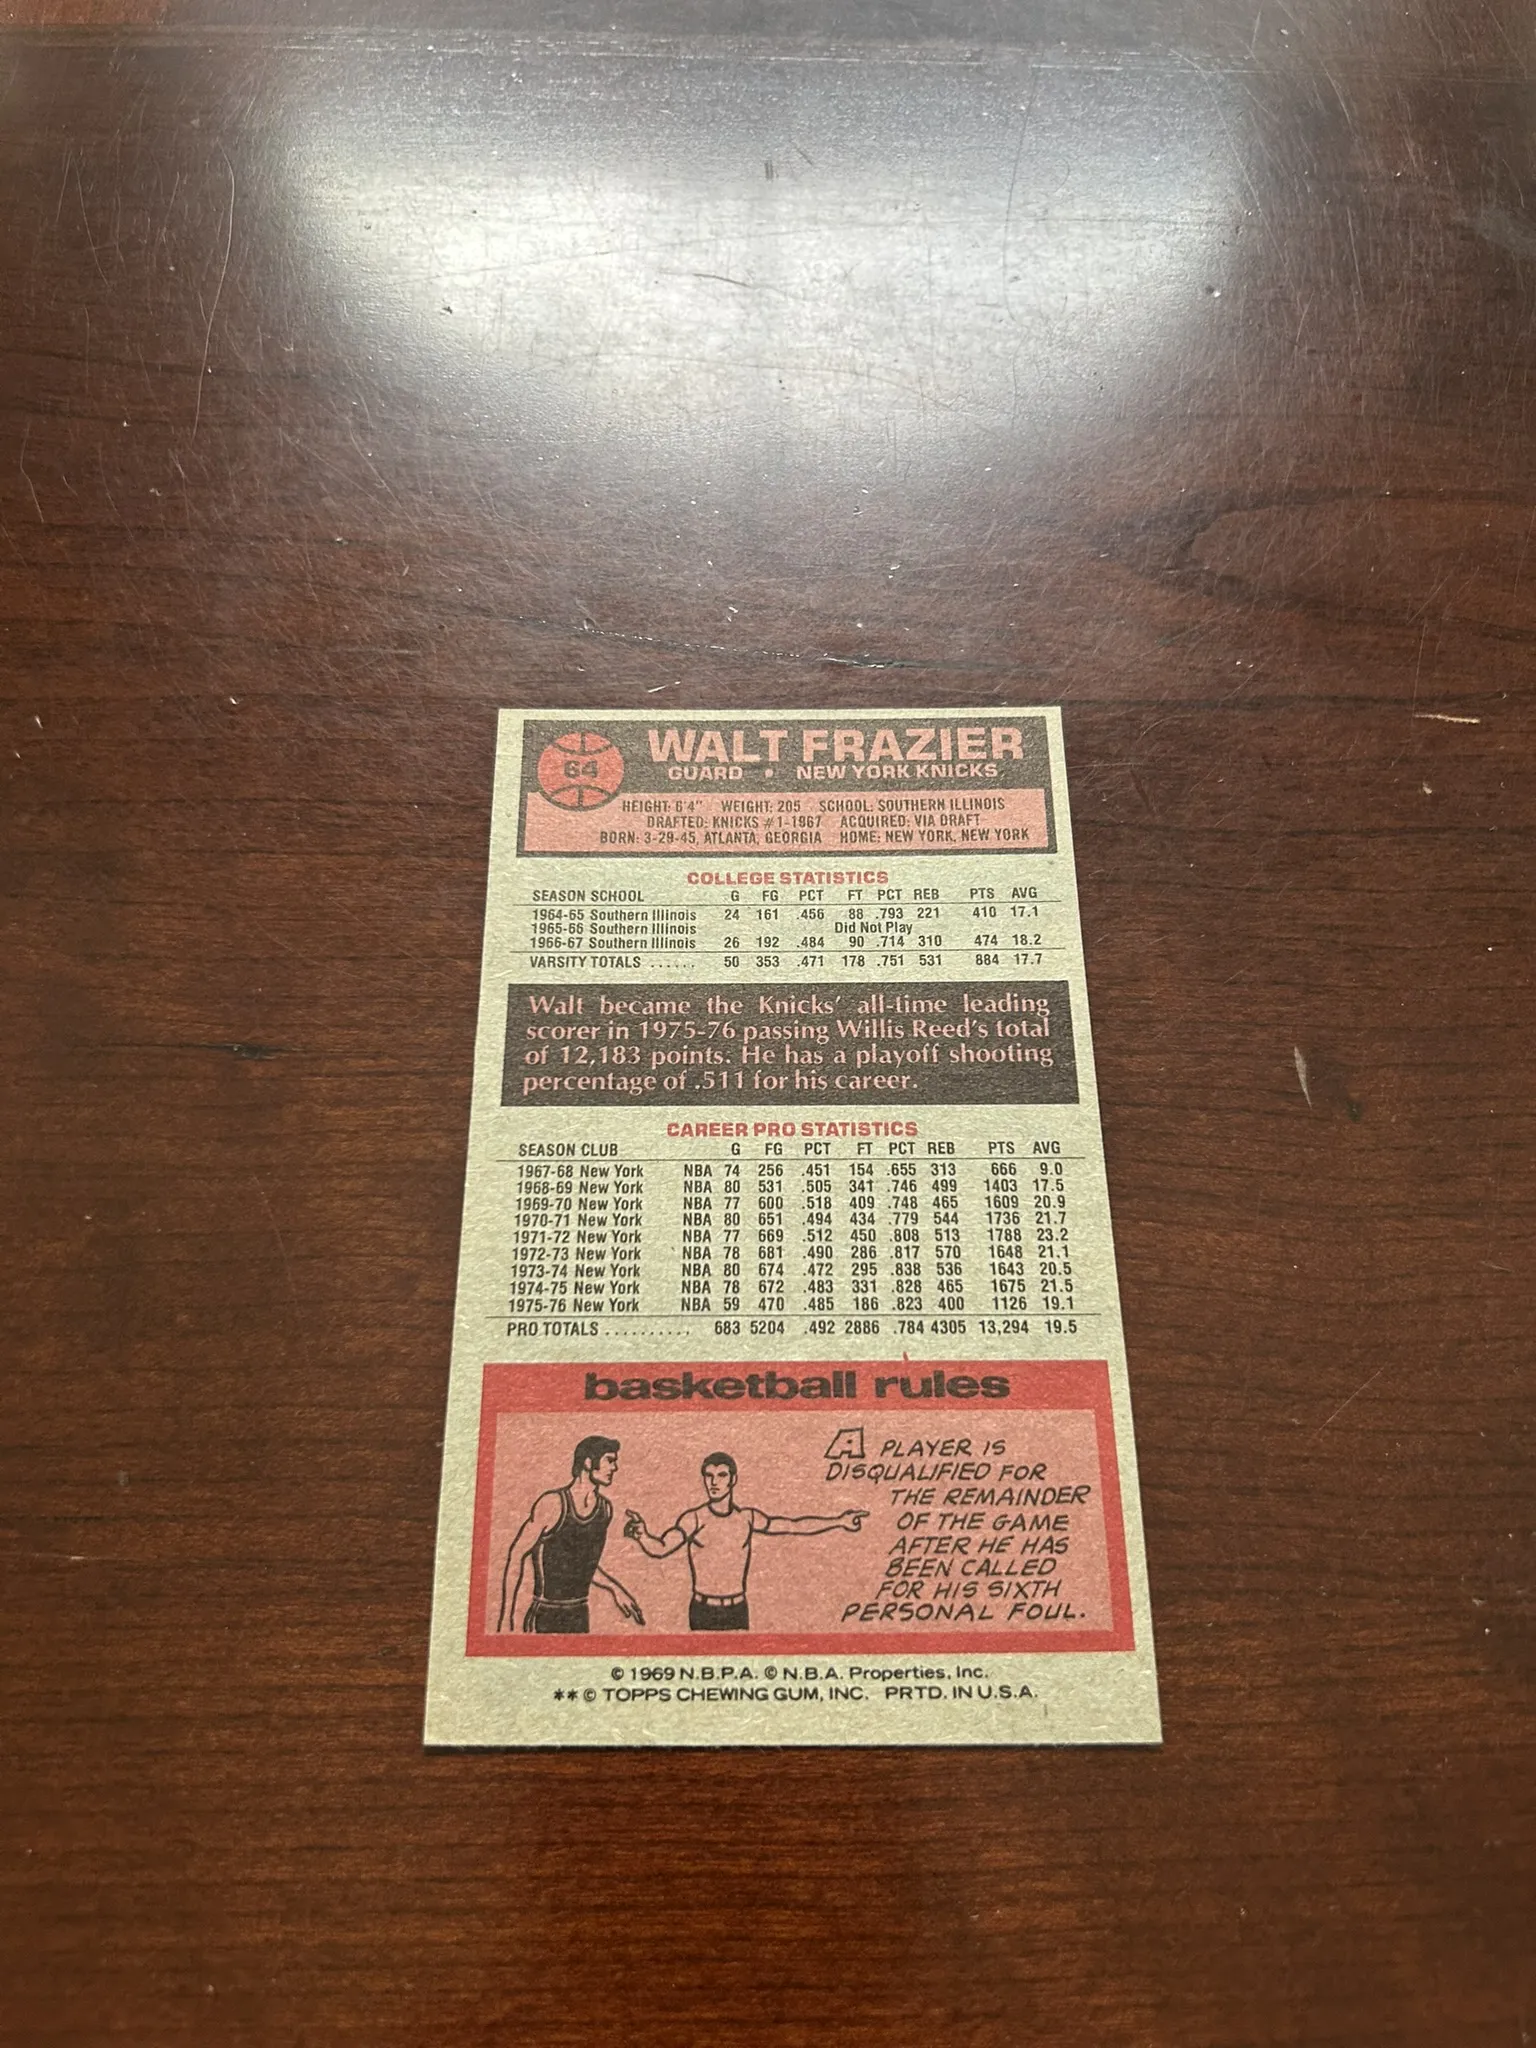 64
WALT FRAZIER
GUARD • NEW YORK KNICKS
HEIGHT: 6'4" WEIGHT: 205 SCHOOL: SOUTHERN ILLINOIS
DRAFTED: KNICKS #1-1967 ACQUIRED: VIA DRAFT
BORN: 3-29-45, ATLANTA, GEORGIA HOME: NEW YORK, NEW YORK
COLLEGE STATISTICS
SEASON SCHOOL G FG PCT FT PCT REB PTS AVG
1964-65 Southern Illinois 24 161 .456 88 .793 221 410 17.1
1965-66 Southern Illinois Did Not Play
1966-67 Southern Illinois 26 192 .484 90 .714 310 474 18.2
VARSITY TOTALS ...... 50 353 .471 178 .751 531 884 17.7
Walt became the Knicks' all-time leading
scorer in 1975-76 passing Willis Reed's total
of 12,183 points. He has a playoff shooting
percentage of .511 for his career.
CAREER PRO STATISTICS
SEASON CLUB G FG PCT FT PCT REB PTS AVG
1967-68 New York NBA 74 256 .451 154 .655 313 666 9.0
1968-69 New York NBA 80 531 .505 341 .746 499 1403 17.5
1969-70 New York NBA 77 600 .518 409 .748 465 1609 20.9
1970-71 New York NBA 80 651 .494 434 .779 544 1736 21.7
1971-72 New York NBA 77 669 .512 450 .808 513 1788 23.2
1972-73 New York NBA 78 681 .490 286 .817 570 1648 21.1
1973-74 New York NBA 80 674 .472 295 .838 536 1643 20.5
1974-75 New York NBA 78 672 .483 331 .828 465 1675 21.5
1975-76 New York NBA 59 470 .485 186 .823 400 1126 19.1
PRO TOTALS .......... 683 5204 .492 2886 .784 4305 13,294 19.5
basketball rules
A PLAYER IS
DISQUALIFIED FOR
THE REMAINDER
OF THE GAME
AFTER HE HAS
BEEN CALLED
FOR HIS SIXTH
PERSONAL FOUL.
© 1969 N.B.P.A. © N.B.A. Properties, Inc.
** © TOPPS CHEWING GUM, INC. PRTD. IN U.S.A.